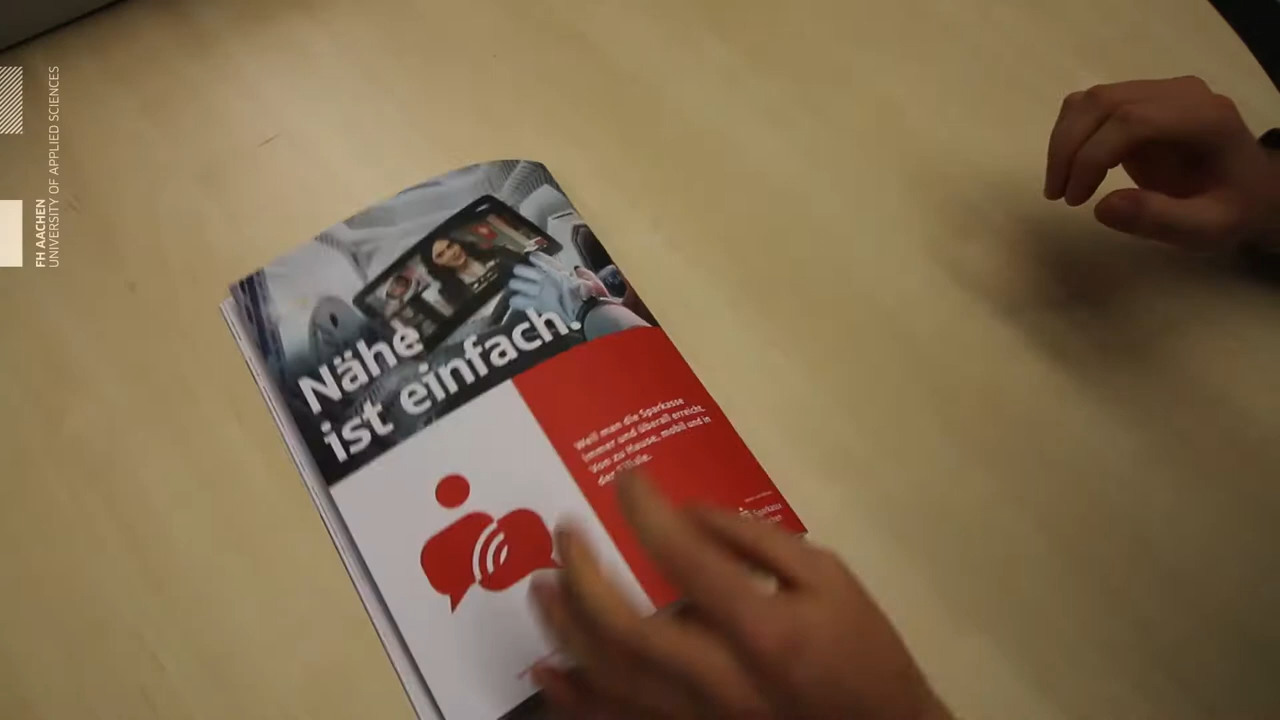 FH AACHEN
UNIVERSITY OF APPLIED SCIENCES
Nähe
ist einfach.
Weil man die Sparkasse
immer und überall erreicht.
Von zu Hause, mobil und in
der Filiale.
Sparkasse